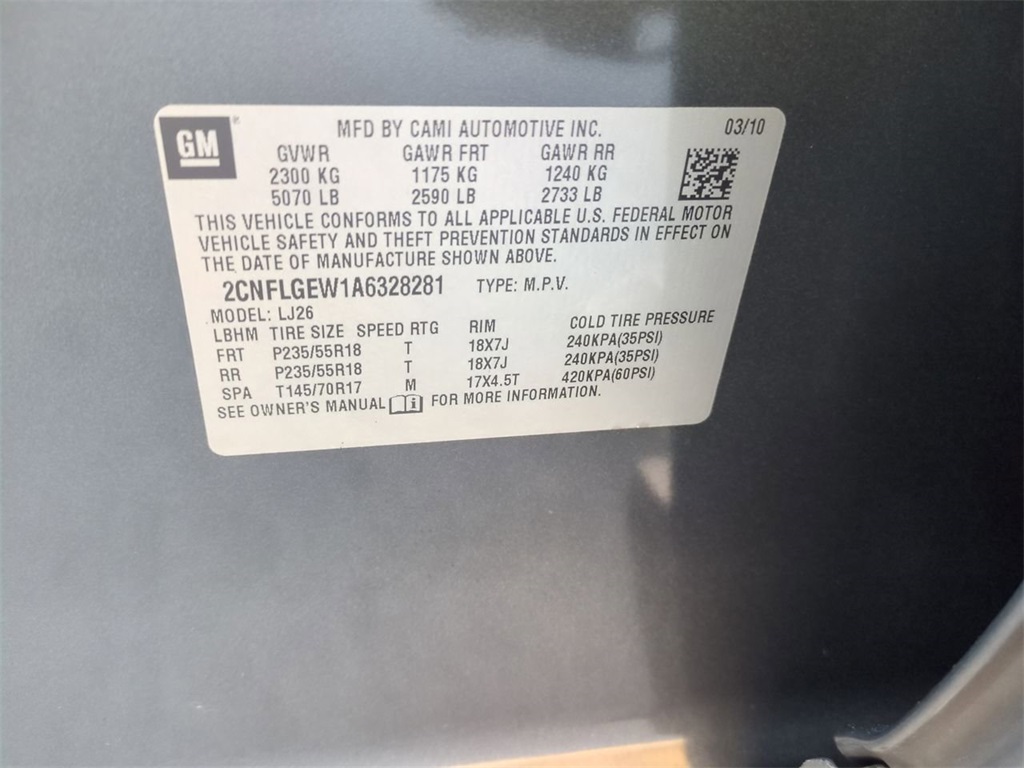 GM
MFD BY CAMI AUTOMOTIVE INC. 03/10
GVWR GAWR FRT GAWR RR
2300 KG 1175 KG 1240 KG
5070 LB 2590 LB 2733 LB
THIS VEHICLE CONFORMS TO ALL APPLICABLE U.S. FEDERAL MOTOR
VEHICLE SAFETY AND THEFT PREVENTION STANDARDS IN EFFECT ON
THE DATE OF MANUFACTURE SHOWN ABOVE.
2CNFLGEW1A6328281 TYPE: M.P.V.
MODEL: LJ26
LBHM TIRE SIZE SPEED RTG RIM COLD TIRE PRESSURE
FRT P235/55R18 T 18X7J 240KPA(35PSI)
RR P235/55R18 T 18X7J 240KPA(35PSI)
SPA T145/70R17 M 17X4.5T 420KPA(60PSI)
SEE OWNER'S MANUAL i FOR MORE INFORMATION.